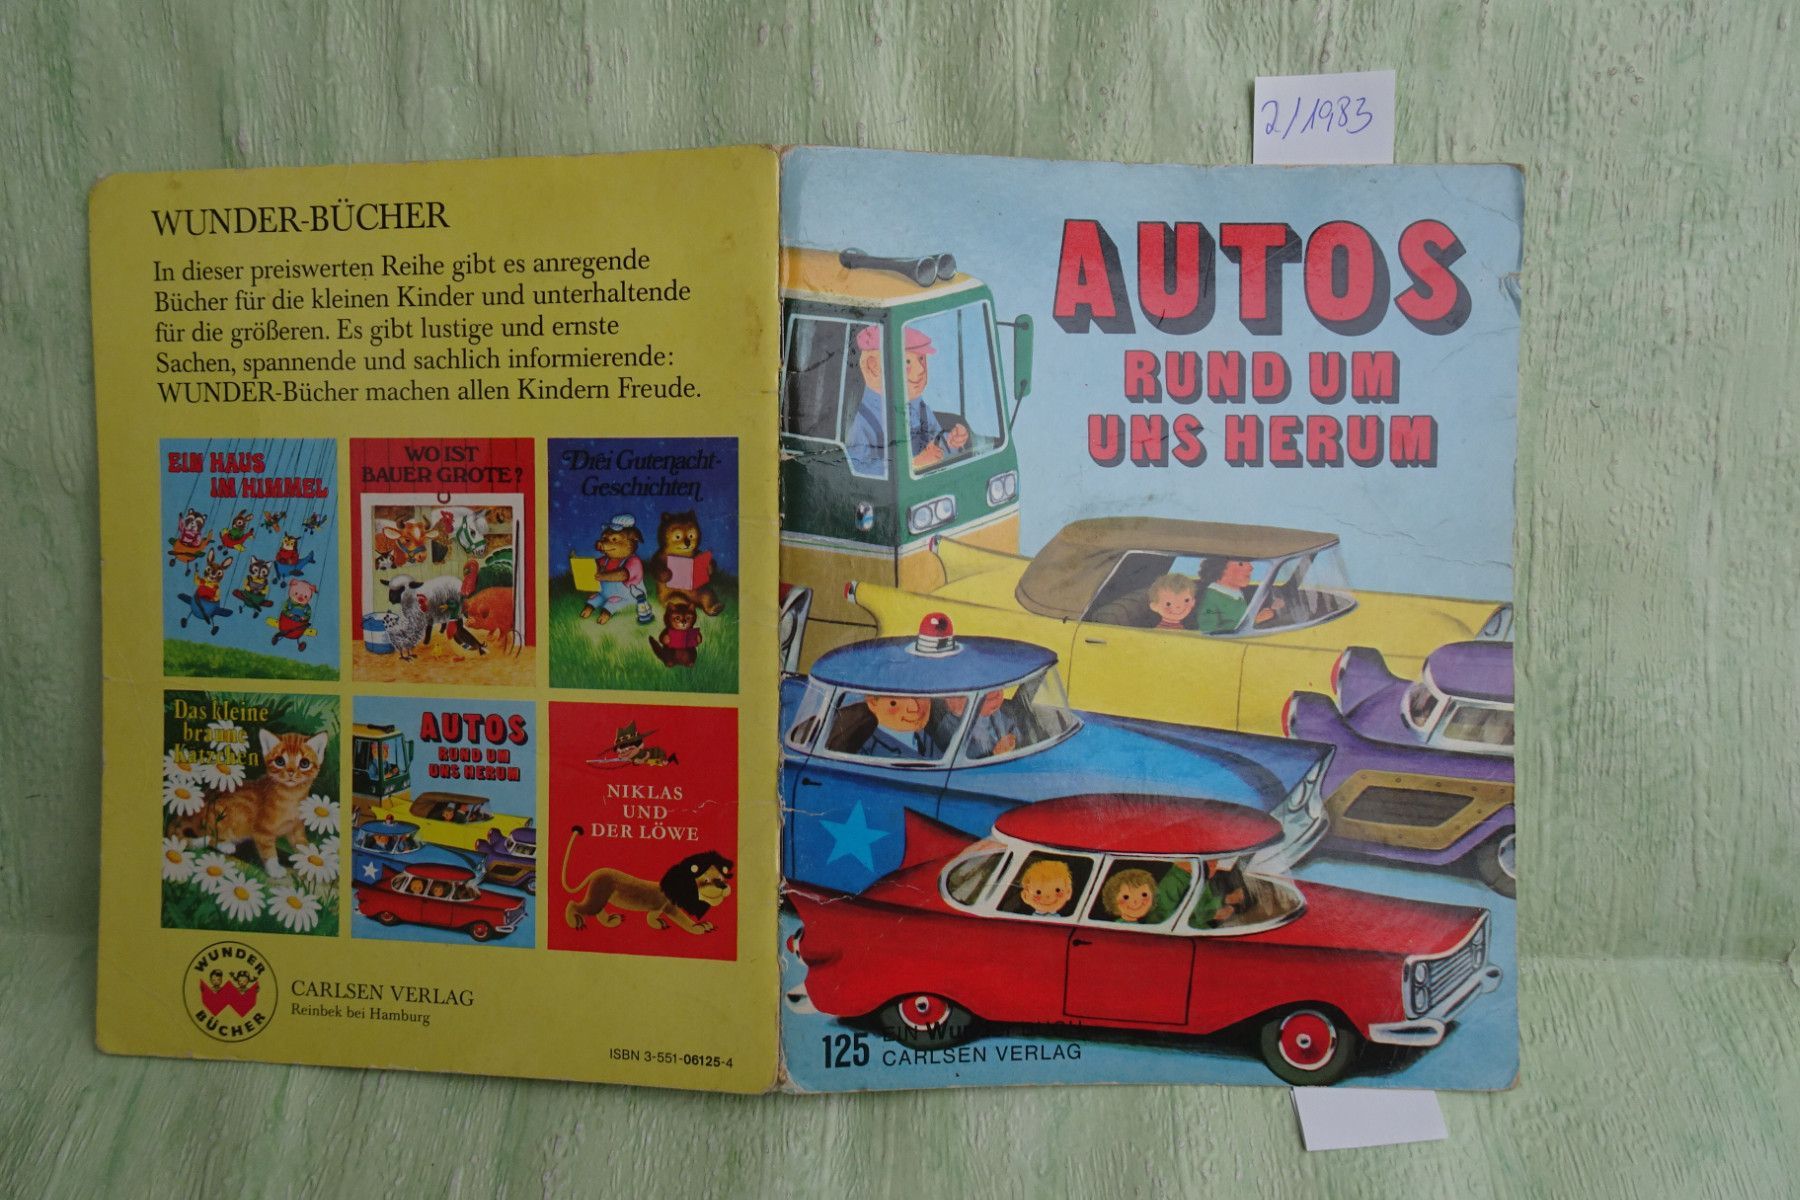 2/1983
WUNDER-BÜCHER
In dieser preiswerten Reihe gibt es anregende
Bücher für die kleinen Kinder und unterhaltende
für die größeren. Es gibt lustige und ernste
Sachen, spannende und sachlich informierende:
WUNDER-Bücher machen allen Kindern Freude.
EIN HAUS
IM HIMMEL
WO IST
BAUER GROTE?
Drei Gutenacht-
Geschichten
Das kleine
braune
Kätzchen
AUTOS
RUND UM
UNS HERUM
NIKLAS
UND
DER LÖWE
WUNDER
W
BÜCHER
CARLSEN VERLAG
Reinbek bei Hamburg
ISBN 3-551-06125-4
AUTOS
RUND UM
UNS HERUM
125
EIN Wunder BUCH
CARLSEN VERLAG